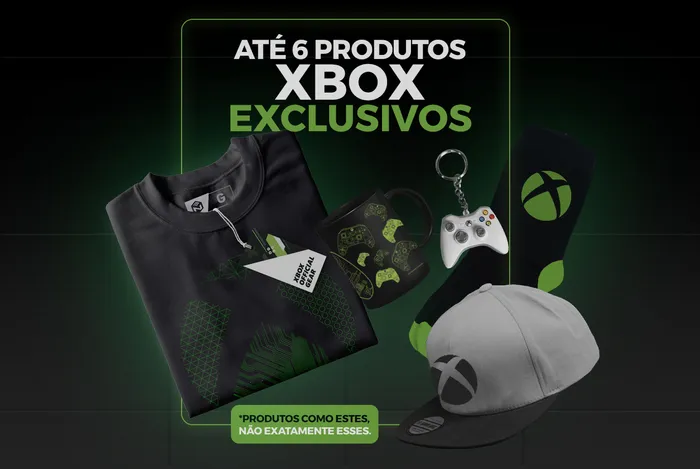 ATÉ 6 PRODUTOS
XBOX
EXCLUSIVOS
G
XBOX
OFFICIAL
GEAR
*PRODUTOS COMO ESTES,
NÃO EXATAMENTE ESSES.